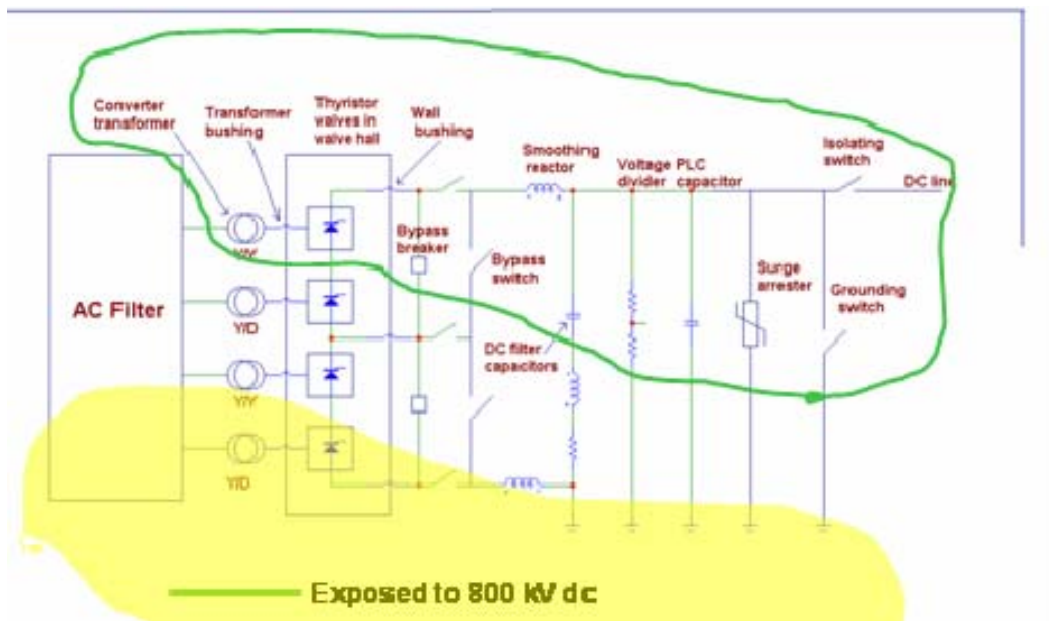 Converter
transformer
Transformer
bushing
Thyristor
valves in
valve hall
Wall
bushing
Smoothing
reactor
Voltage
divider
PLC
capacitor
Isolating
switch
DC line
AC Filter
Y/Y
Y/D
Y/Y
Y/D
Bypass
breaker
Bypass
switch
DC filter
capacitors
Surge
arrester
Grounding
switch
Exposed to 800 kV dc